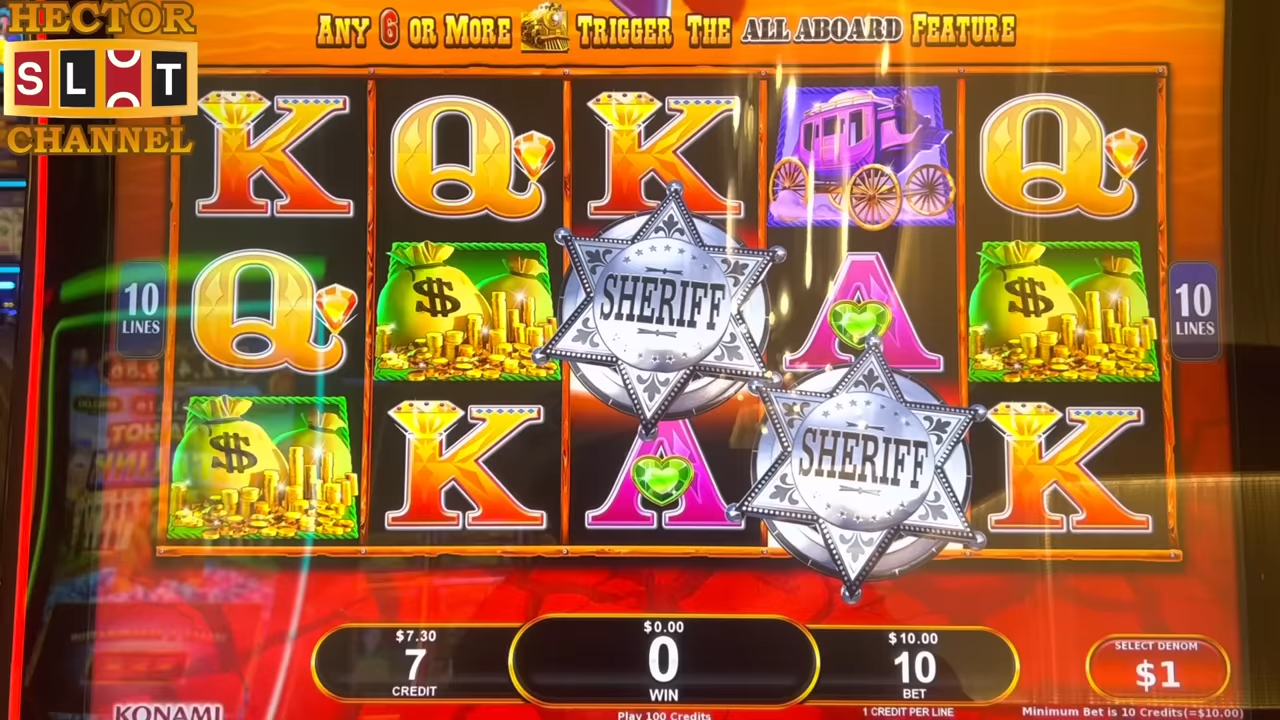 HECTOR
SLOT
CHANNEL
ANY 6 OR MORE TRIGGER THE ALL ABOARD FEATURE
K Q K Q
Q $ SHERIFF A $
$ K A SHERIFF K
10
LINES
10
LINES
$7.30
7
CREDIT
$0.00
0
WIN
$10.00
10
BET
SELECT DENOM
$1
KONAMI
Play 100 Credits
1 CREDIT PER LINE
Minimum Bet is 10 Credits(=$10.00)